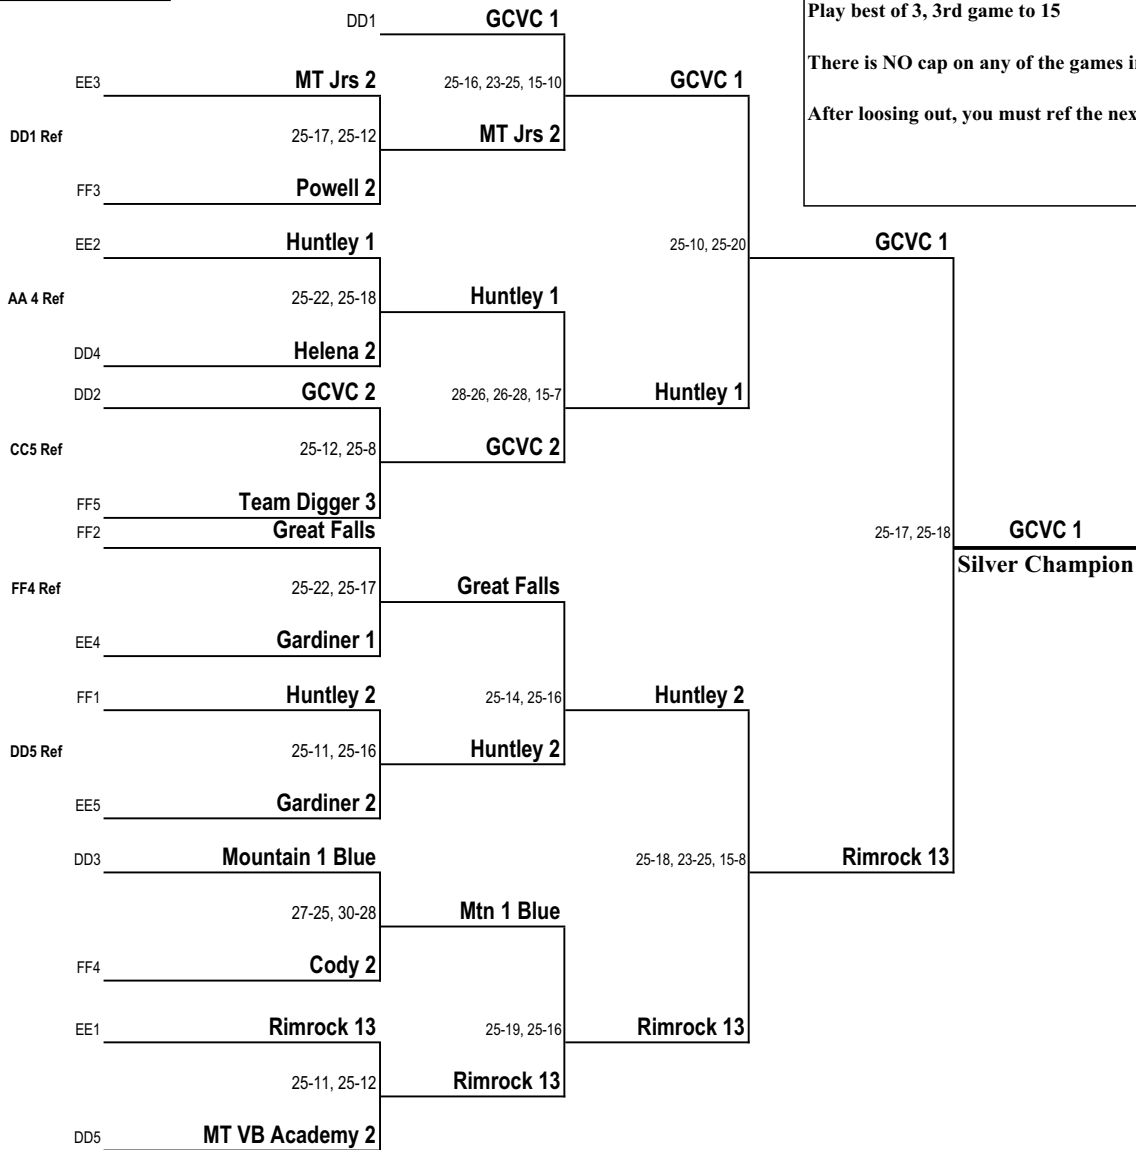 Play best of 3, 3rd game to 15
There is NO cap on any of the games
After loosing out, you must ref the
DD1 GCVC 1
EE3 MT Jrs 2 25-16, 23-25, 15-10 GCVC 1
DD1 Ref 25-17, 25-12 MT Jrs 2
FF3 Powell 2
EE2 Huntley 1 25-10, 25-20 GCVC 1
AA 4 Ref 25-22, 25-18 Huntley 1
DD4 Helena 2
DD2 GCVC 2 28-26, 26-28, 15-7 Huntley 1
CC5 Ref 25-12, 25-8 GCVC 2
FF5 Team Digger 3
FF2 Great Falls 25-17, 25-18 GCVC 1
Silver Champion
FF4 Ref 25-22, 25-17 Great Falls
EE4 Gardiner 1
FF1 Huntley 2 25-14, 25-16 Huntley 2
DD5 Ref 25-11, 25-16 Huntley 2
EE5 Gardiner 2
DD3 Mountain 1 Blue 25-18, 23-25, 15-8 Rimrock 13
27-25, 30-28 Mtn 1 Blue
FF4 Cody 2
EE1 Rimrock 13 25-19, 25-16 Rimrock 13
25-11, 25-12 Rimrock 13
DD5 MT VB Academy 2